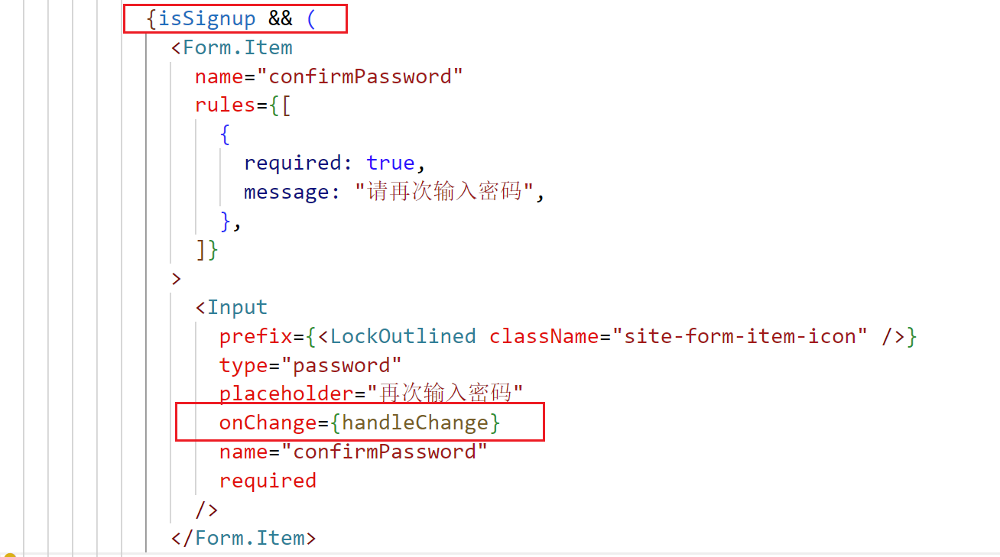 {isSignup && (
<Form.Item
name="confirmPassword"
rules={[
{
required: true,
message: "请再次输入密码",
},
]}
>
<Input
prefix={<LockOutlined className="site-form-item-icon" />}
type="password"
placeholder="再次输入密码"
onChange={handleChange}
name="confirmPassword"
required
/>
</Form.Item>